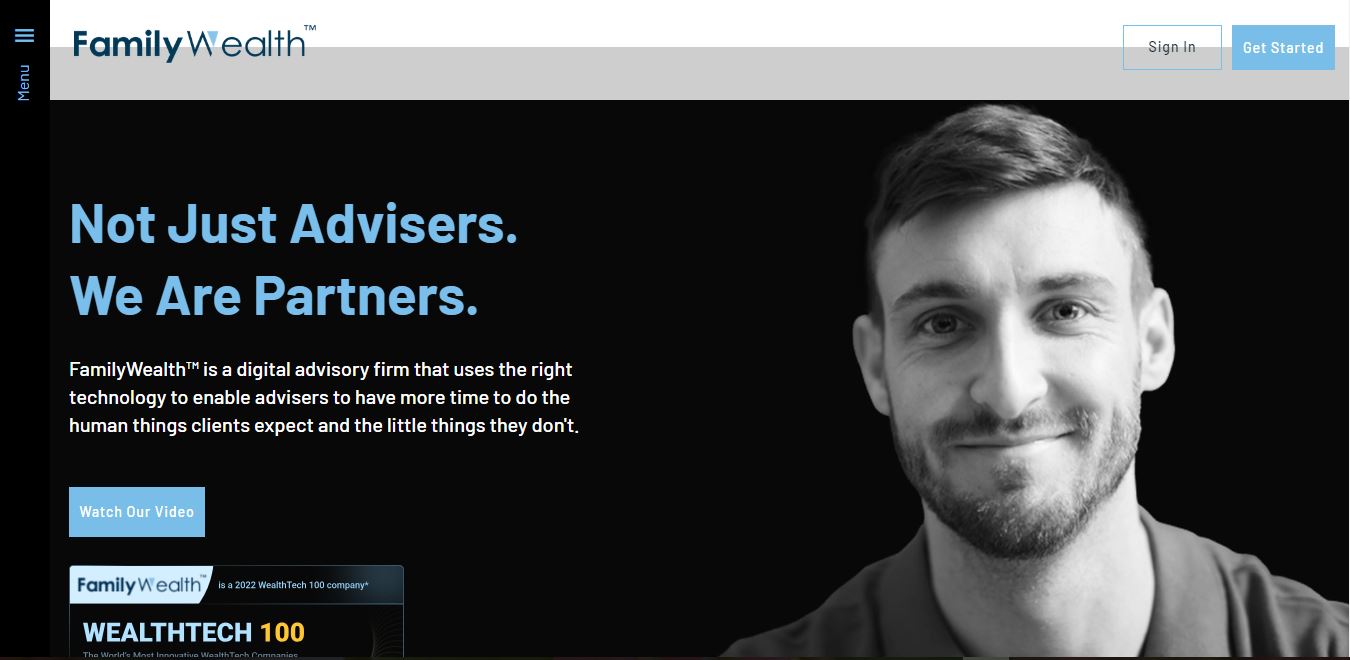 FamilyWealth™
Sign In
Get Started
Menu
Not Just Advisers.
We Are Partners.
FamilyWealth™ is a digital advisory firm that uses the right
technology to enable advisers to have more time to do the
human things clients expect and the little things they don't.
Watch Our Video
FamilyWealth™ is a 2022 WealthTech 100 company*
WEALTHTECH 100
The World's Most Innovative WealthTech Companies